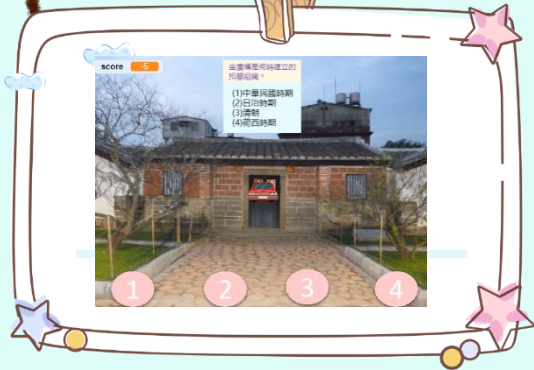 score -5
金廣福是何時建立的
拓墾組織？
(1)中華民國時期
(2)日治時期
(3)清朝
(4)荷西時期
1 2 3 4